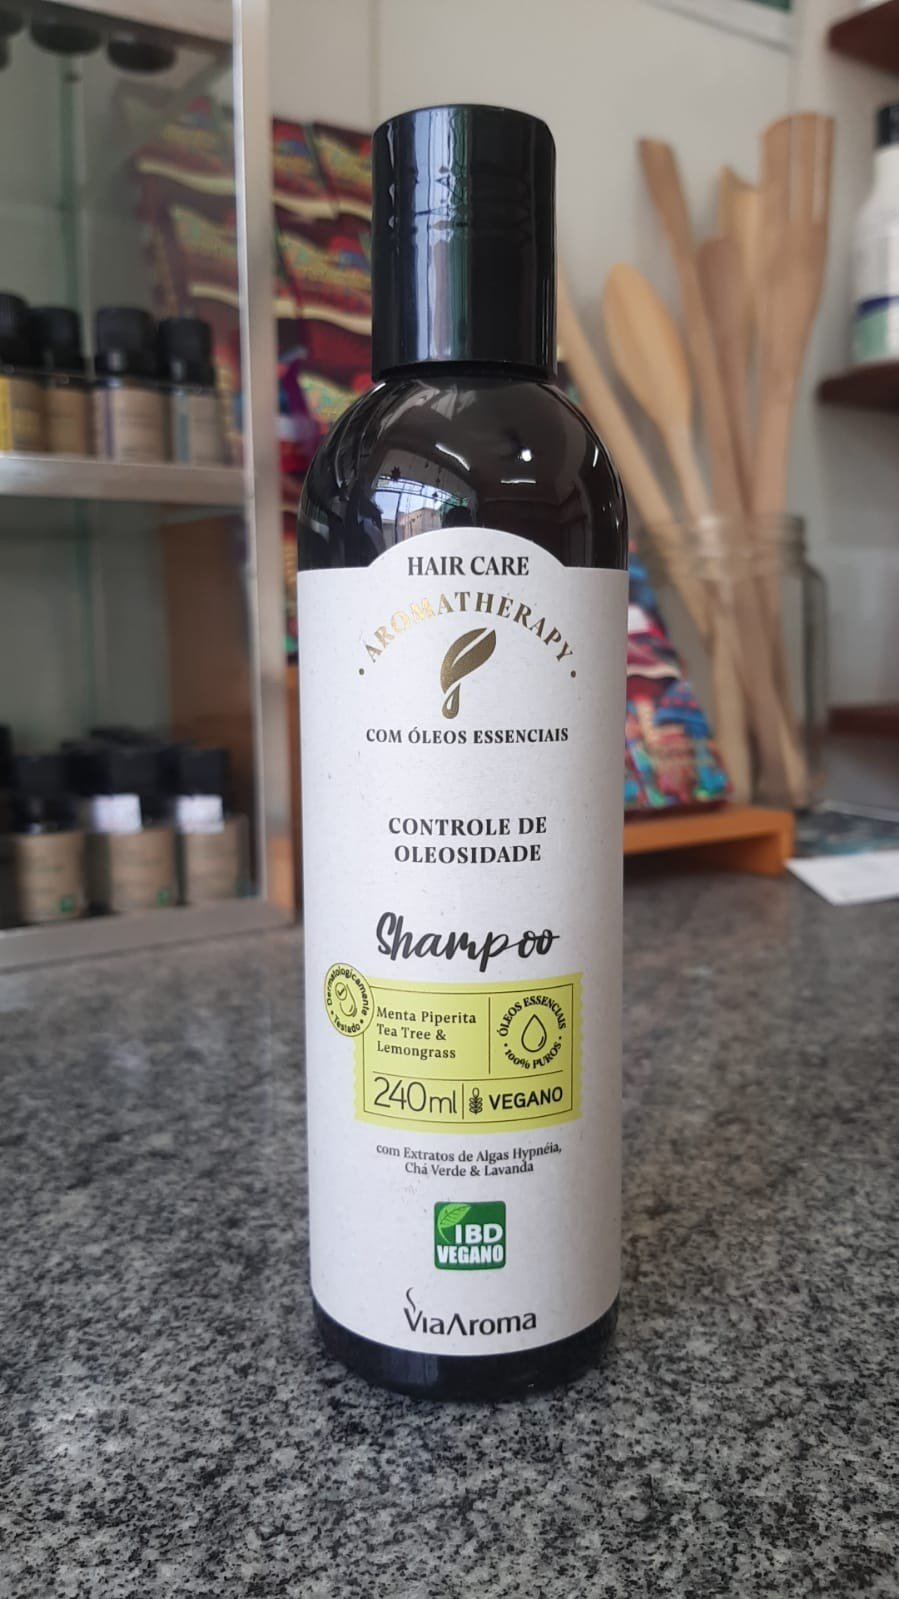 HAIR CARE
AROMATHERAPY
COM ÓLEOS ESSENCIAIS
CONTROLE DE
OLEOSIDADE
Shampoo
Dermatologicamente
Testado
Menta Piperita
Tea Tree &
Lemongrass
ÓLEOS ESSENCIAIS
100% PUROS
240ml
VEGANO
com Extratos de Algas Hypnéia,
Chá Verde & Lavanda
IBD
VEGANO
ViaAroma